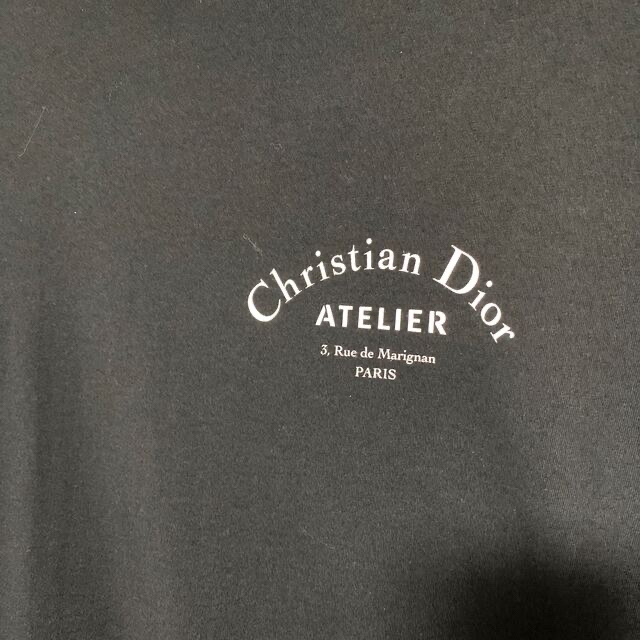 Christian Dior
ATELIER
3, Rue de Marignan
PARIS